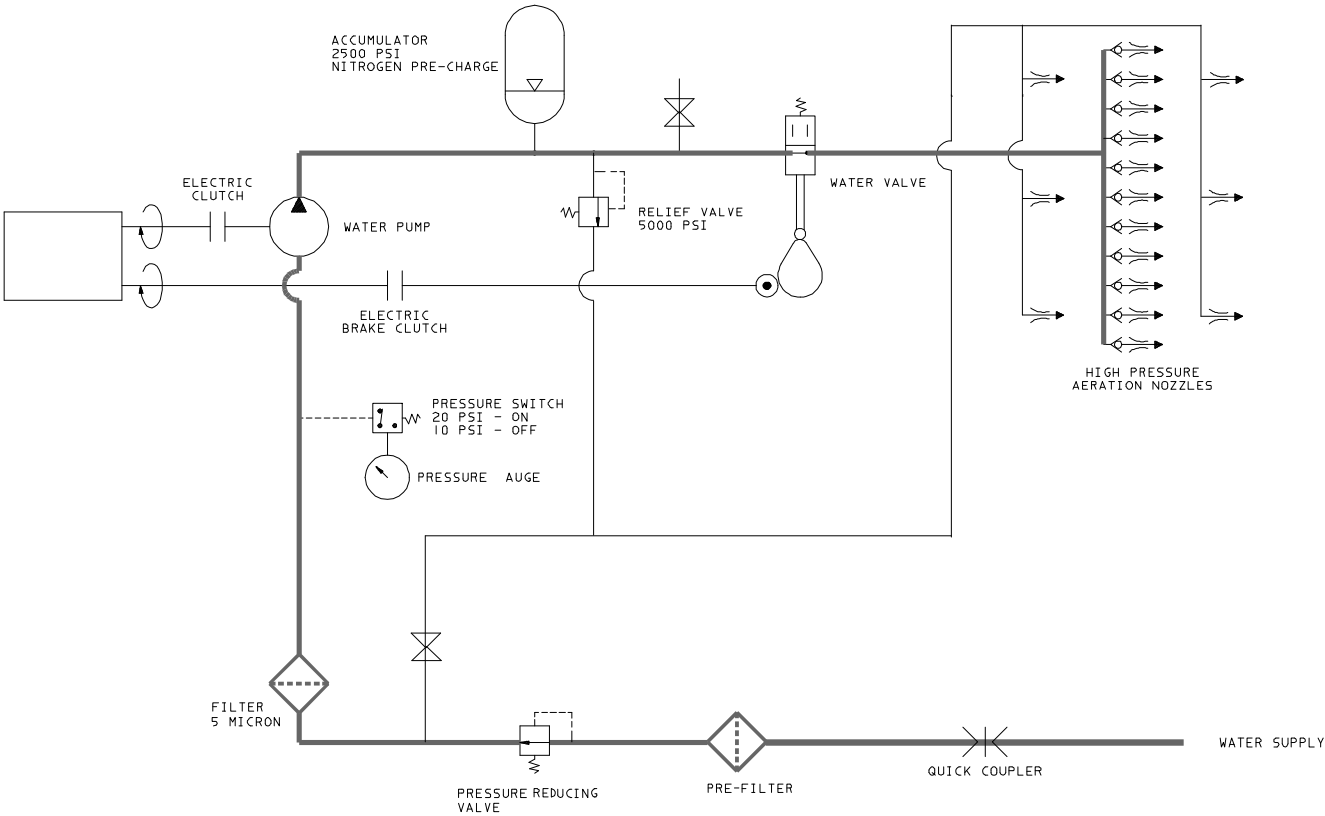 ACCUMULATOR
2500 PSI
NITROGEN PRE-CHARGE
ELECTRIC
CLUTCH
WATER PUMP
WATER VALVE
RELIEF VALVE
5000 PSI
ELECTRIC
BRAKE CLUTCH
HIGH PRESSURE
AERATION NOZZLES
PRESSURE SWITCH
20 PSI - ON
10 PSI - OFF
PRESSURE AUGE
FILTER
5 MICRON
WATER SUPPLY
QUICK COUPLER
PRE-FILTER
PRESSURE REDUCING
VALVE